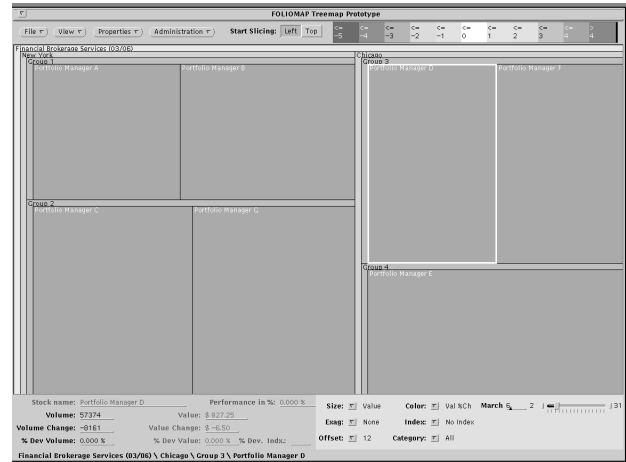 FOLIOMAP Treemap Prototype
File View Properties Administration Start Slicing: Left Top <= -5 <= -4 <= -3 <= -2 <= -1 <= 0 <= 1 <= 2 <= 3 <= 4 > 4
Financial Brokerage Services (03/06)
New York Chicago
Group 1 Group 3
Portfolio Manager A Portfolio Manager B Portfolio Manager D Portfolio Manager F
Group 2
Portfolio Manager C Portfolio Manager G
Group 4
Portfolio Manager E
Stock name: Portfolio Manager D Performance in %: 0.000 %
Volume: 57374 Value: $ 827.25
Volume Change: -8161 Value Change: $ -6.50
% Dev Volume: 0.000 % % Dev Value: 0.000 % % Dev. Indx:
Size: Value Color: Val %Ch March 6 2 31
Exag: None Index: No Index
Offset: 12 Category: All
Financial Brokerage Services (03/06) \ Chicago \ Group 3 \ Portfolio Manager D